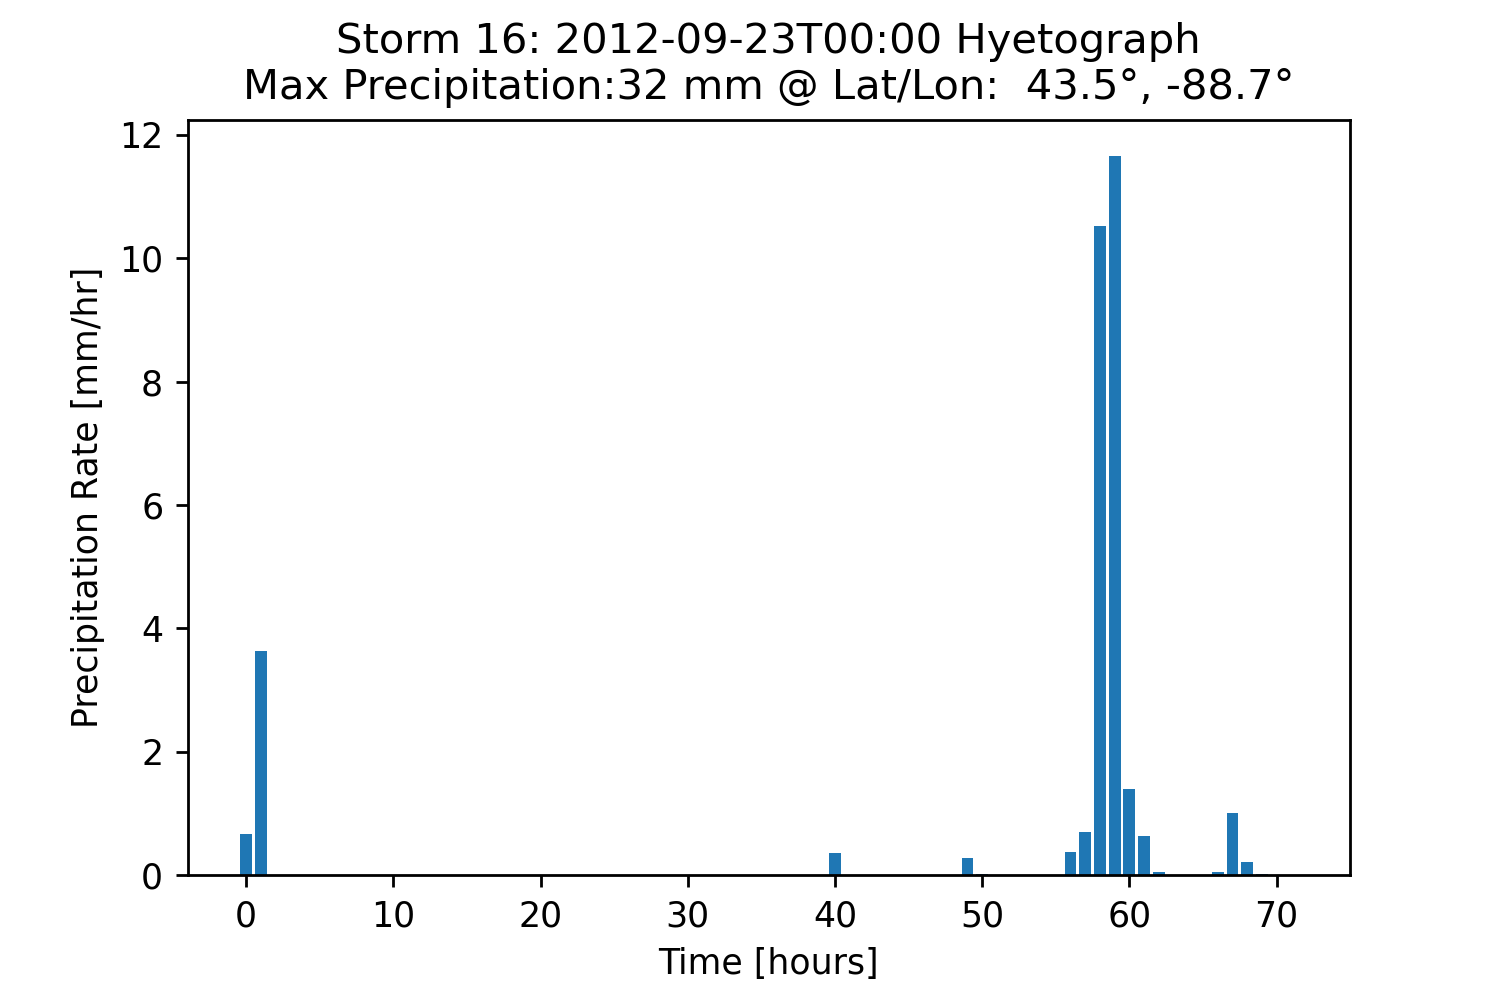 Storm 16: 2012-09-23T00:00 Hyetograph
Max Precipitation:32 mm @ Lat/Lon:  43.5°, -88.7°
12
10
8
6
4
2
0
Precipitation Rate [mm/hr]
0 10 20 30 40 50 60 70
Time [hours]